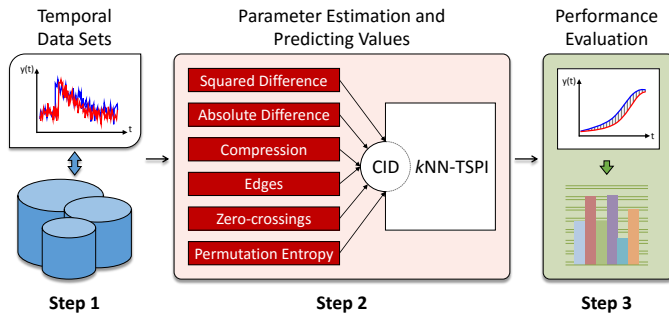 Temporal
Data Sets
Parameter Estimation and
Predicting Values
Performance
Evaluation
y(t)
t
Squared Difference
Absolute Difference
Compression
Edges
Zero-crossings
Permutation Entropy
CID
kNN-TSPI
y(t)
t
Step 1
Step 2
Step 3